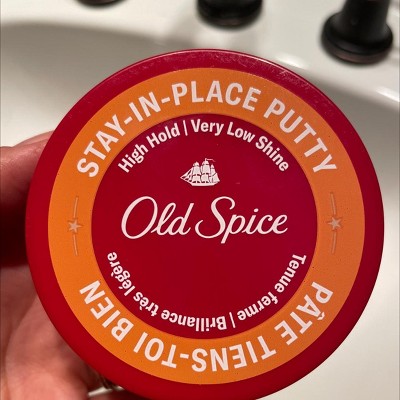 STAY-IN-PLACE PUTTY
High Hold | Very Low Shine
Old Spice
Tenue ferme | Brillance très légère
PÂTE TIENS-TOI BIEN